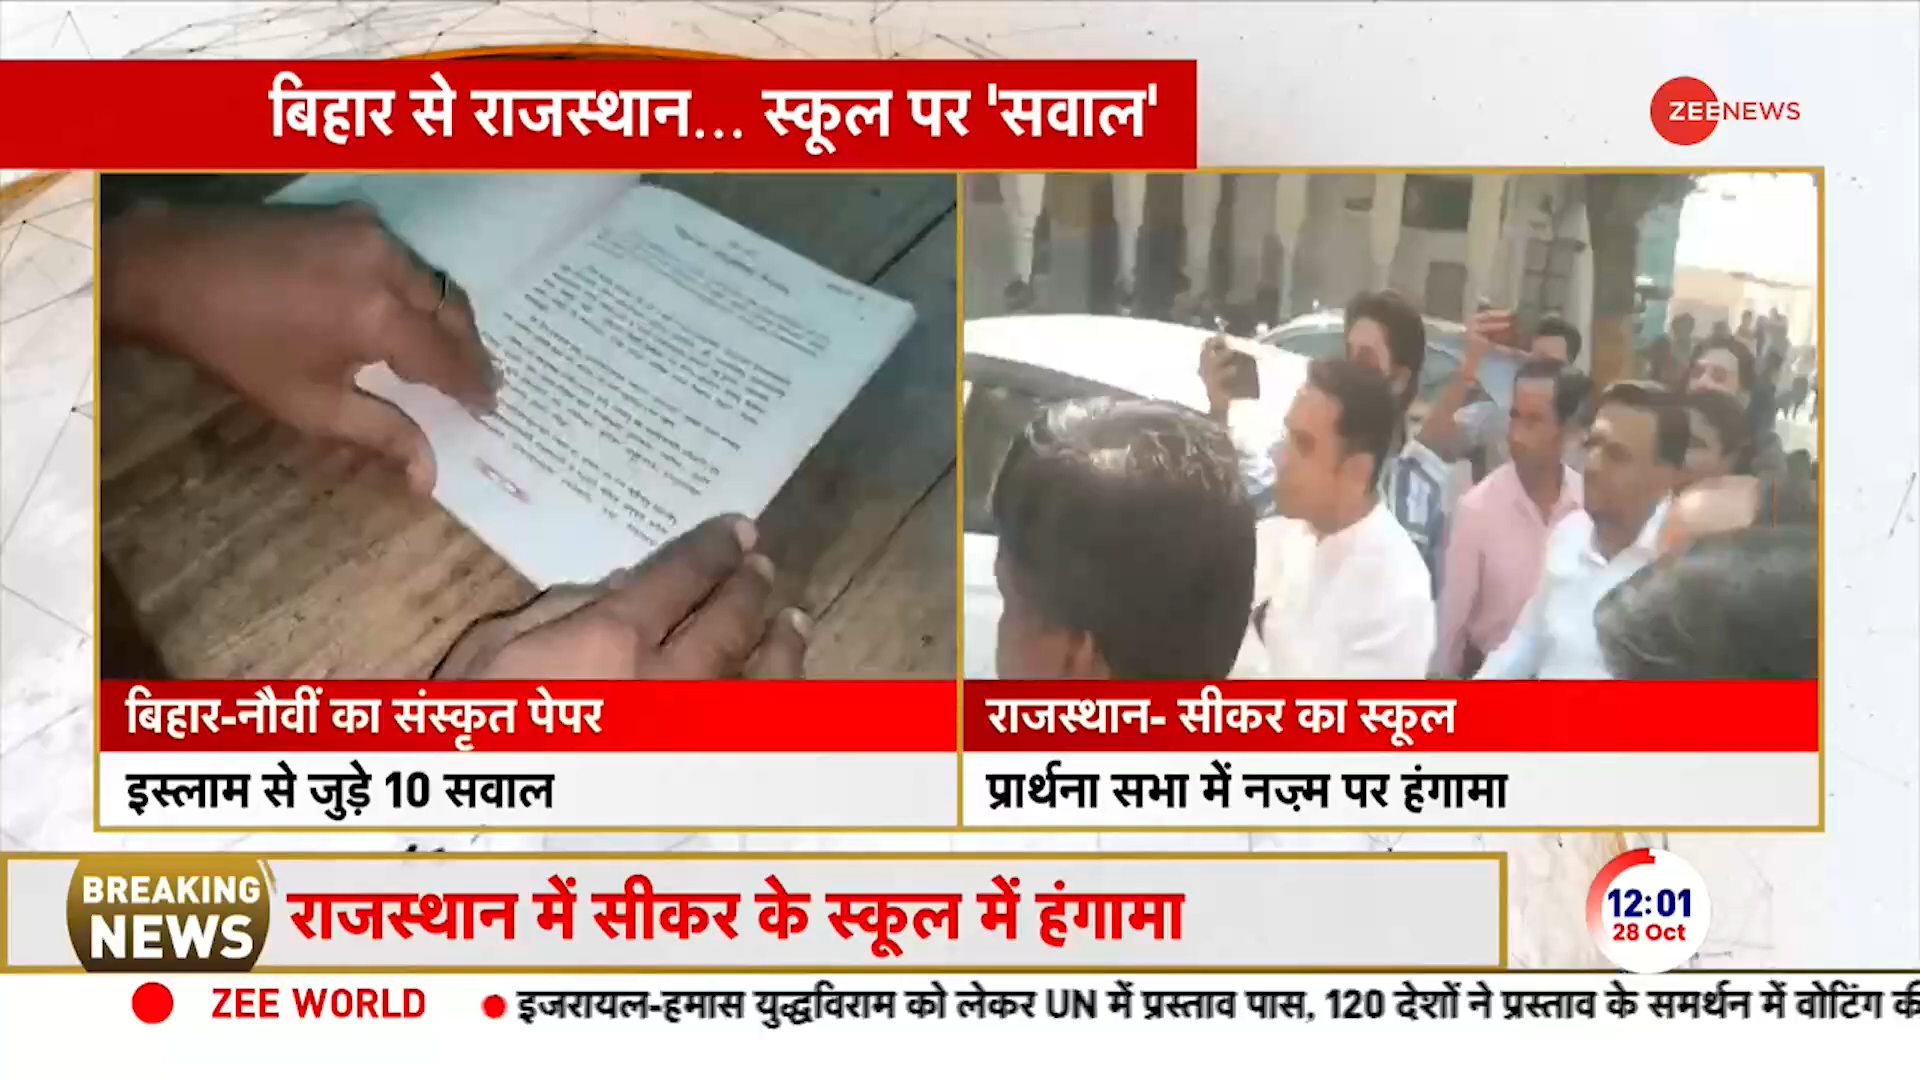 बिहार से राजस्थान... स्कूल पर 'सवाल'
ZEENEWS
बिहार-नौवीं का संस्कृत पेपर
इस्लाम से जुड़े 10 सवाल
राजस्थान- सीकर का स्कूल
प्रार्थना सभा में नज़्म पर हंगामा
BREAKING
NEWS
राजस्थान में सीकर के स्कूल में हंगामा
12:01
28 Oct
ZEE WORLD
इजरायल-हमास युद्धविराम को लेकर UN में प्रस्ताव पास, 120 देशों ने प्रस्ताव के समर्थन में वोटिंग की